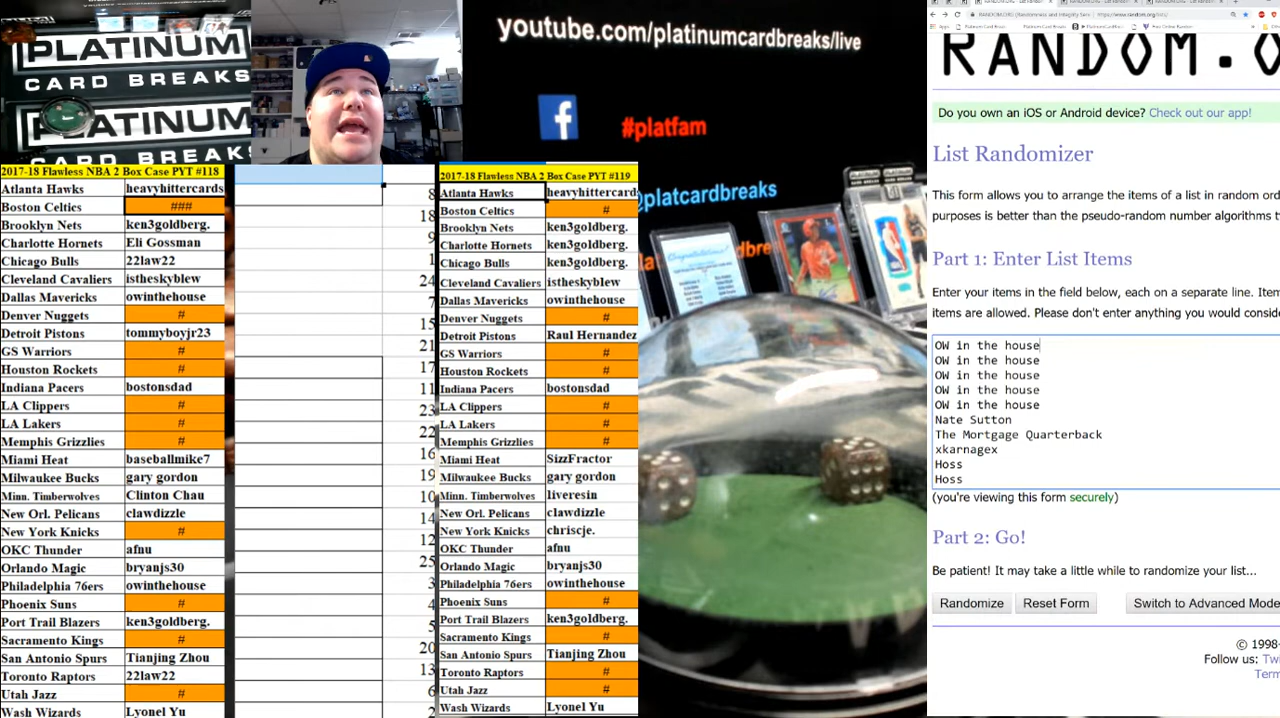 PLATINUM
CARD BREAKS
PLATINUM
CARD BREAKS
youtube.com/platinumcardbreaks/live
#platfam
platcardbreaks
2017-18 Flawless NBA 2 Box Case PYT #118
Atlanta Hawks heavyhittercards
Boston Celtics ###
Brooklyn Nets ken3goldberg.
Charlotte Hornets Eli Gossman
Chicago Bulls 22law22
Cleveland Cavaliers istheskyblew
Dallas Mavericks owinthehouse
Denver Nuggets #
Detroit Pistons tommyboyjr23
GS Warriors #
Houston Rockets #
Indiana Pacers bostonsdad
LA Clippers #
LA Lakers #
Memphis Grizzlies #
Miami Heat baseballmike7
Milwaukee Bucks gary gordon
Minn. Timberwolves Clinton Chau
New Orl. Pelicans clawdizzle
New York Knicks #
OKC Thunder afnu
Orlando Magic bryanjs30
Philadelphia 76ers owinthehouse
Phoenix Suns #
Port Trail Blazers ken3goldberg.
Sacramento Kings #
San Antonio Spurs Tianjing Zhou
Toronto Raptors 22law22
Utah Jazz #
Wash Wizards Lyonel Yu
8
18
9
1
24
7
15
21
17
11
23
22
16
19
10
14
12
25
3
4
5
20
13
6
2
2017-18 Flawless NBA 2 Box Case PYT #119
Atlanta Hawks heavyhittercards
Boston Celtics #
Brooklyn Nets ken3goldberg.
Charlotte Hornets ken3goldberg.
Chicago Bulls ken3goldberg.
Cleveland Cavaliers istheskyblew
Dallas Mavericks owinthehouse
Denver Nuggets #
Detroit Pistons Raul Hernandez
GS Warriors #
Houston Rockets #
Indiana Pacers bostonsdad
LA Clippers #
LA Lakers #
Memphis Grizzlies #
Miami Heat SizzFractor
Milwaukee Bucks gary gordon
Minn. Timberwolves liveresin
New Orl. Pelicans clawdizzle
New York Knicks chriscje.
OKC Thunder afnu
Orlando Magic bryanjs30
Philadelphia 76ers owinthehouse
Phoenix Suns #
Port Trail Blazers ken3goldberg.
Sacramento Kings #
San Antonio Spurs Tianjing Zhou
Toronto Raptors #
Utah Jazz #
Wash Wizards Lyonel Yu
RANDOM.O
Do you own an iOS or Android device? Check out our app!
List Randomizer
This form allows you to arrange the items of a list in random ord
purposes is better than the pseudo-random number algorithms t
Part 1: Enter List Items
Enter your items in the field below, each on a separate line. Item
items are allowed. Please don't enter anything you would conside
OW in the house
OW in the house
OW in the house
OW in the house
OW in the house
Nate Sutton
The Mortgage Quarterback
xkarnagex
Hoss
Hoss
(you're viewing this form securely)
Part 2: Go!
Be patient! It may take a little while to randomize your list...
Randomize Reset Form Switch to Advanced Mode
© 1998-
Follow us: Twi
Term